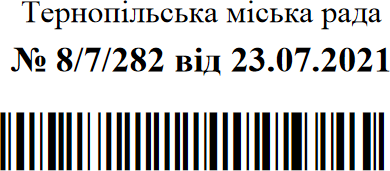 Тернопільська міська рада
№ 8/7/282 від 23.07.2021